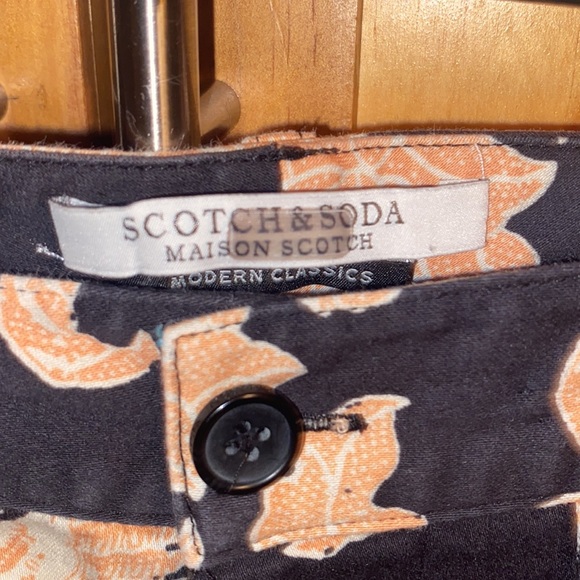 SCOTCH & SODA
MAISON SCOTCH
MODERN CLASSICS